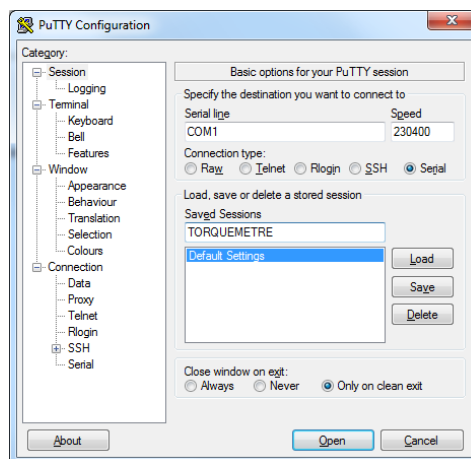 PuTTY Configuration
Category:
Session
Logging
Terminal
Keyboard
Bell
Features
Window
Appearance
Behaviour
Translation
Selection
Colours
Connection
Data
Proxy
Telnet
Rlogin
SSH
Serial
Basic options for your PuTTY session
Specify the destination you want to connect to
Serial line Speed
COM1 230400
Connection type:
Raw Telnet Rlogin SSH Serial
Load, save or delete a stored session
Saved Sessions
TORQUEMETRE
Default Settings
Load
Save
Delete
Close window on exit:
Always Never Only on clean exit
About Open Cancel